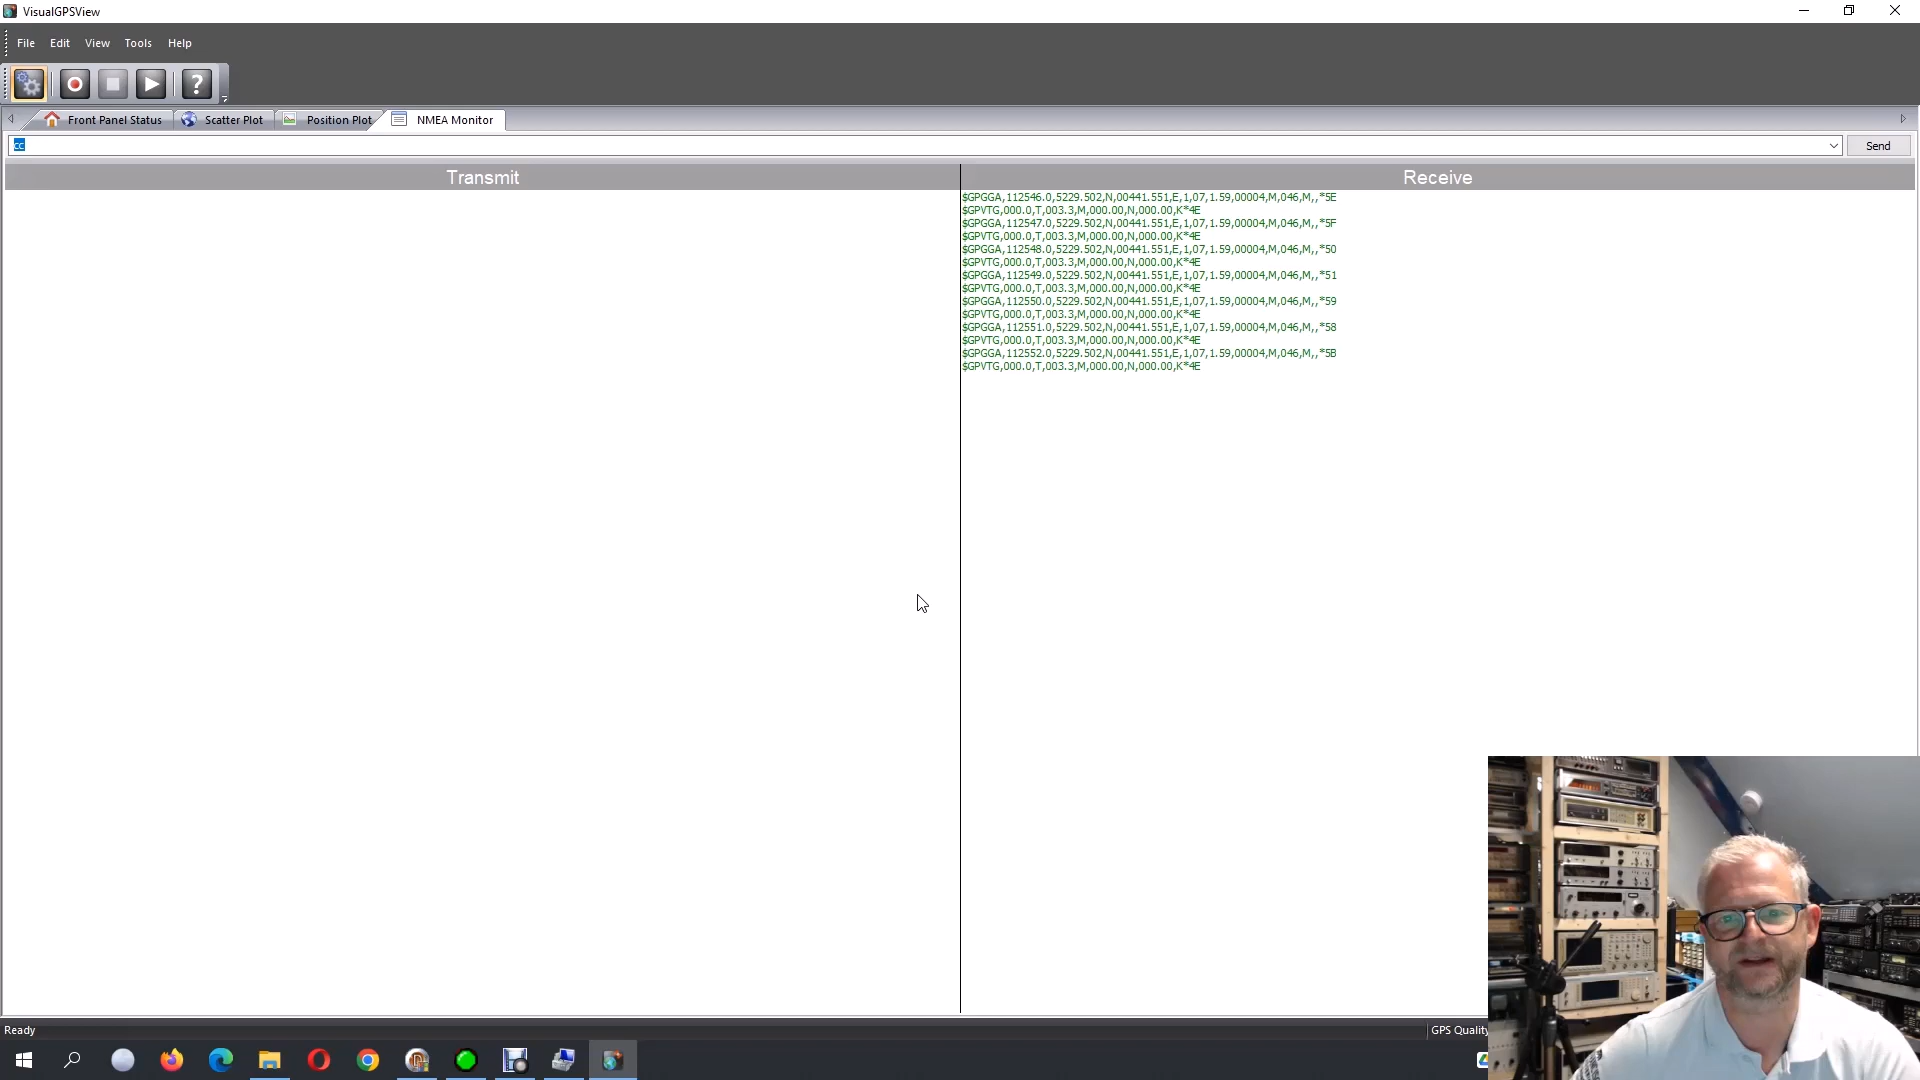 VisualGPSView
File Edit View Tools Help
Front Panel Status Scatter Plot Position Plot NMEA Monitor
cc Send
Transmit Receive
$GPGGA,112546.0,5229.502,N,00441.551,E,1,07,1.59,00004,M,046,M,,*5E
$GPVTG,000.0,T,003.3,M,000.00,N,000.00,K*4E
$GPGGA,112547.0,5229.502,N,00441.551,E,1,07,1.59,00004,M,046,M,,*5F
$GPVTG,000.0,T,003.3,M,000.00,N,000.00,K*4E
$GPGGA,112548.0,5229.502,N,00441.551,E,1,07,1.59,00004,M,046,M,,*50
$GPVTG,000.0,T,003.3,M,000.00,N,000.00,K*4E
$GPGGA,112549.0,5229.502,N,00441.551,E,1,07,1.59,00004,M,046,M,,*51
$GPVTG,000.0,T,003.3,M,000.00,N,000.00,K*4E
$GPGGA,112550.0,5229.502,N,00441.551,E,1,07,1.59,00004,M,046,M,,*59
$GPVTG,000.0,T,003.3,M,000.00,N,000.00,K*4E
$GPGGA,112551.0,5229.502,N,00441.551,E,1,07,1.59,00004,M,046,M,,*58
$GPVTG,000.0,T,003.3,M,000.00,N,000.00,K*4E
$GPGGA,112552.0,5229.502,N,00441.551,E,1,07,1.59,00004,M,046,M,,*5B
$GPVTG,000.0,T,003.3,M,000.00,N,000.00,K*4E
Ready GPS Quality